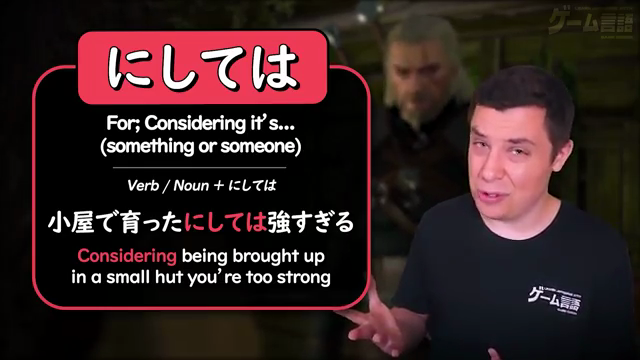 にしては
For; Considering it's...
(something or someone)
Verb / Noun + にしては
小屋で育ったにしては強すぎる
Considering being brought up
in a small hut you're too strong
ゲーム言語
ゲーム言語